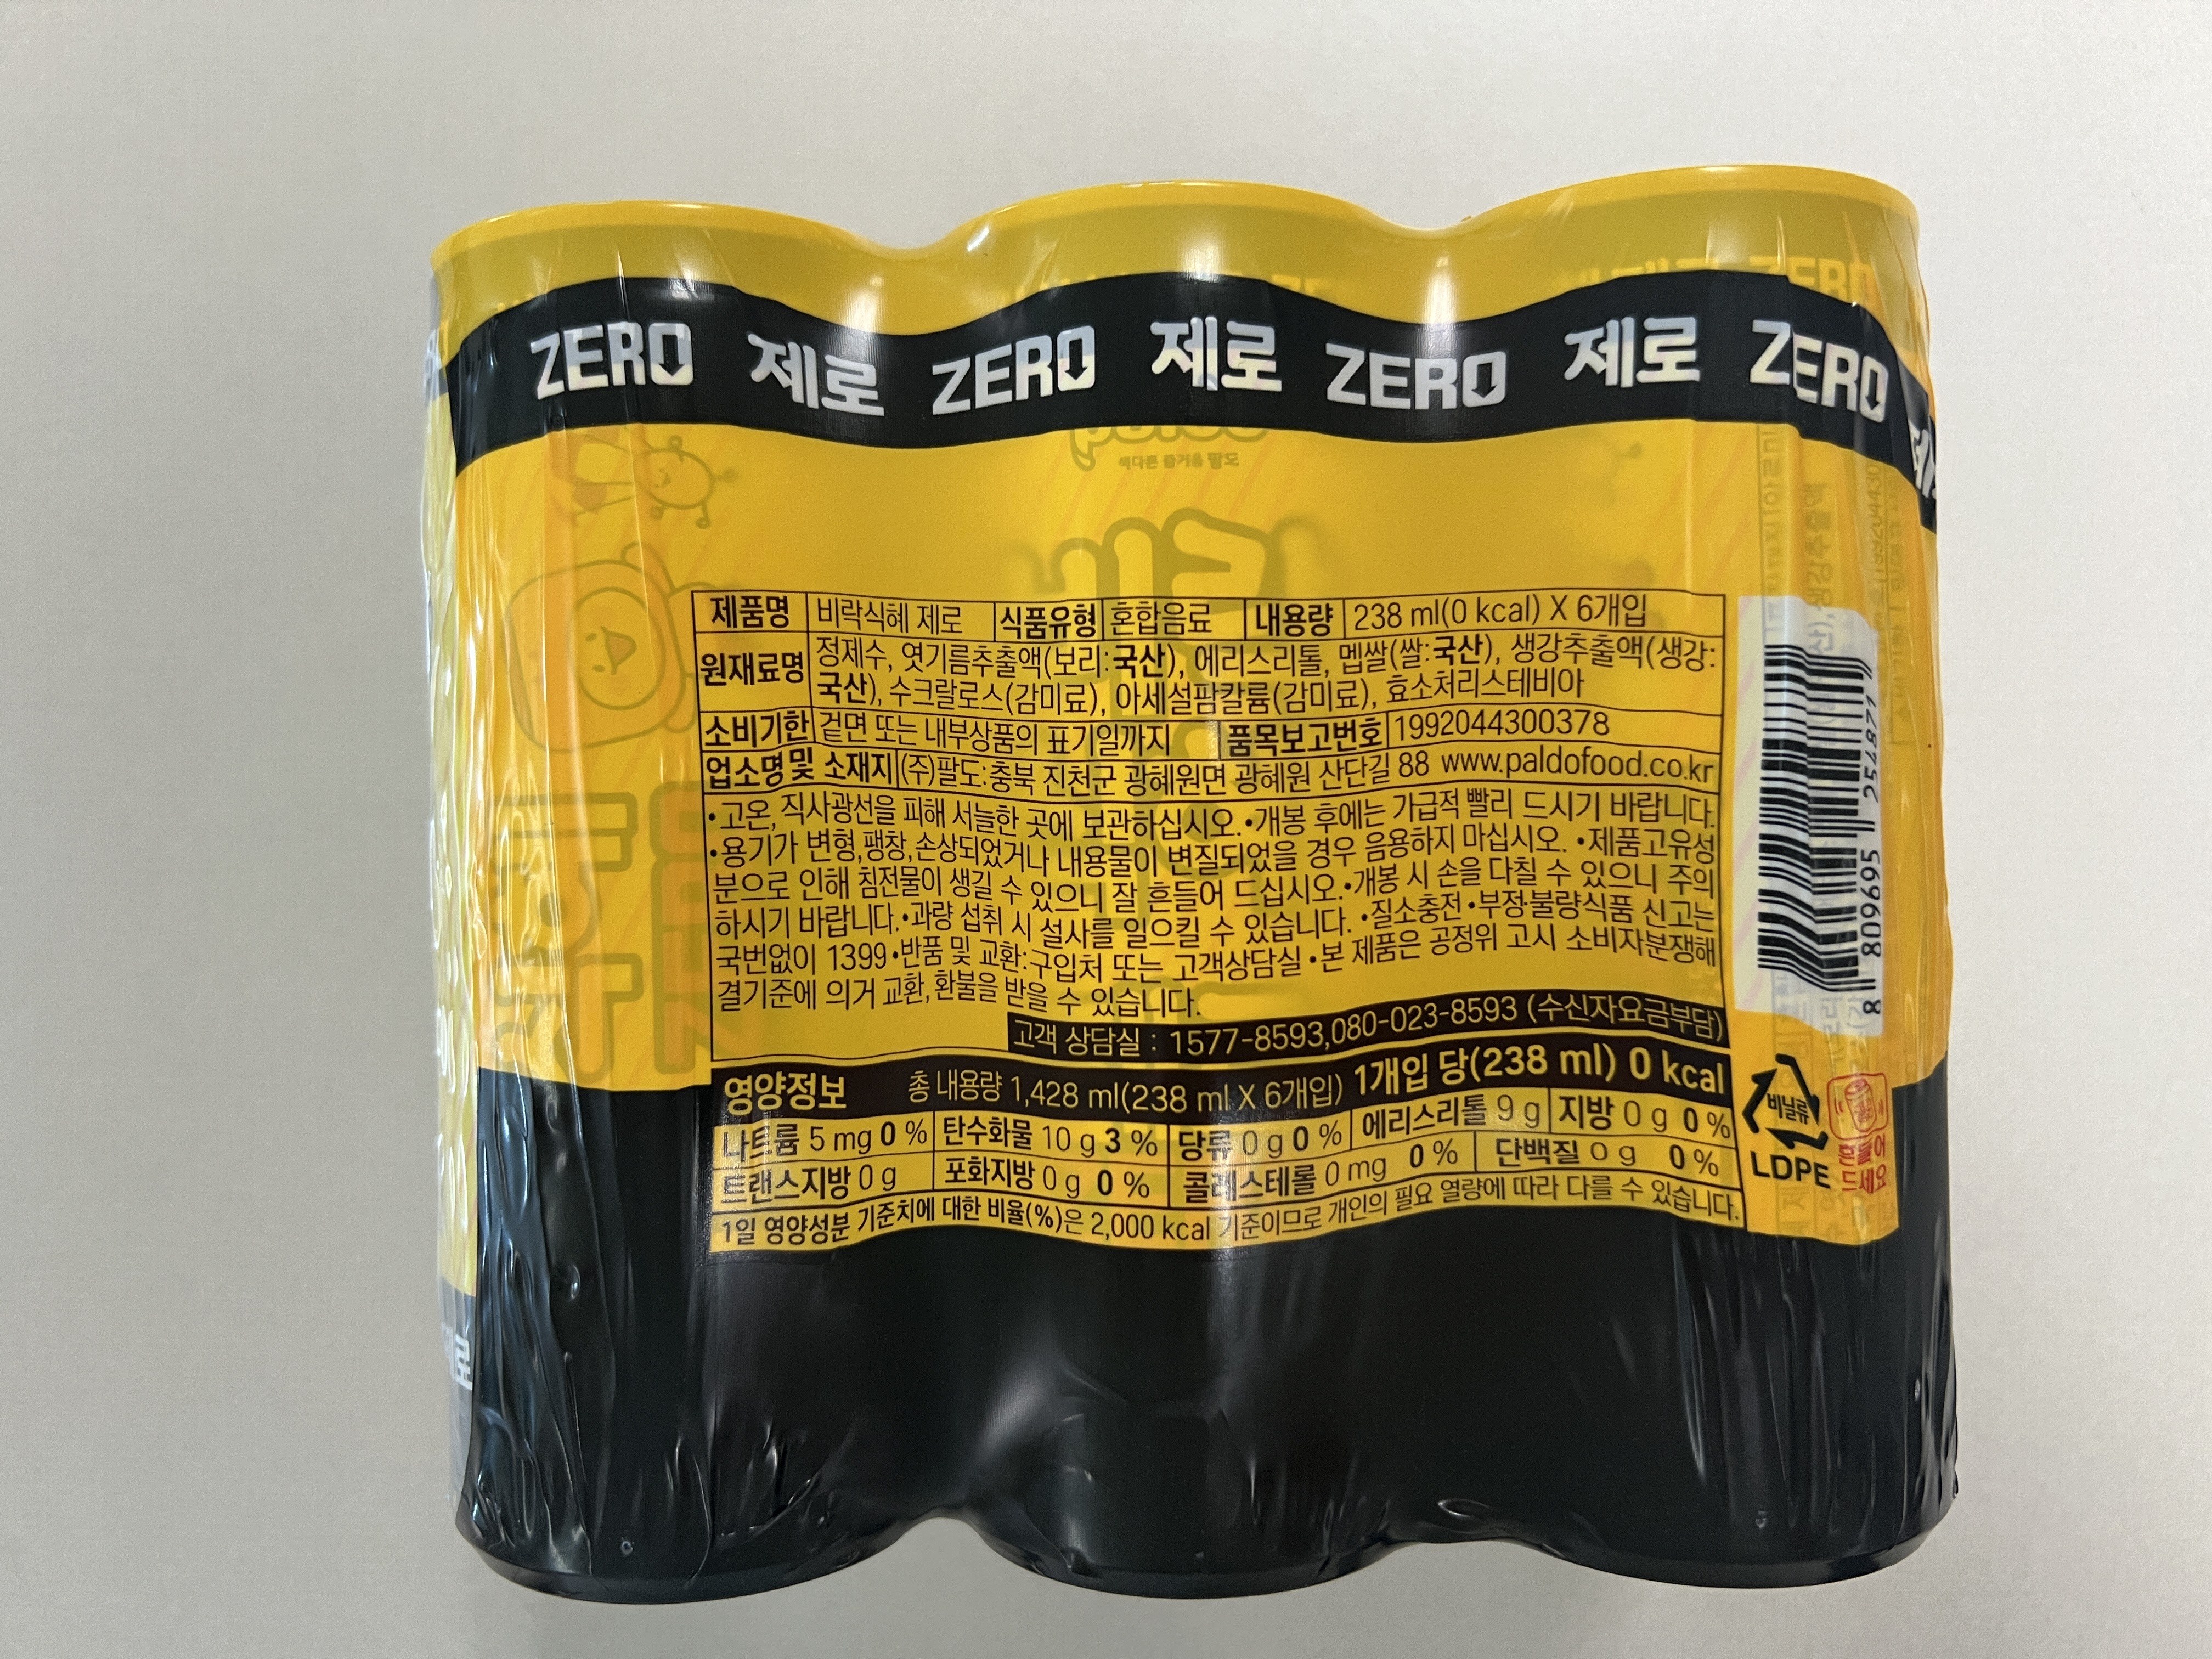 ZERO 제로 ZERO 제로 ZERO 제로 ZERO 제
색다른 즐거움 팔도
제품명 비락식혜 제로 식품유형 혼합음료 내용량 238 ml(0 kcal) X 6개입
원재료명 정제수, 엿기름추출액(보리:국산), 에리스리톨, 멥쌀(쌀:국산), 생강추출액(생강:
국산), 수크랄로스(감미료), 아세설팜칼륨(감미료), 효소처리스테비아
소비기한 겉면 또는 내부상품의 표기일까지 품목보고번호 1992044300378
업소명 및 소재지 (주)팔도:충북 진천군 광혜원면 광혜원 산단길 88 www.paldofood.co.kr
•고온, 직사광선을 피해 서늘한 곳에 보관하십시오.•개봉 후에는 가급적 빨리 드시기 바랍니다.
•용기가 변형,팽창,손상되었거나 내용물이 변질되었을 경우 음용하지 마십시오. •제품고유성
분으로 인해 침전물이 생길 수 있으니 잘 흔들어 드십시오.•개봉 시 손을 다칠 수 있으니 주의
하시기 바랍니다.•과량 섭취 시 설사를 일으킬 수 있습니다. •질소충전•부정·불량식품 신고는
국번없이 1399•반품 및 교환:구입처 또는 고객상담실•본 제품은 공정위 고시 소비자분쟁해
결기준에 의거 교환, 환불을 받을 수 있습니다.
고객 상담실 : 1577-8593,080-023-8593 (수신자요금부담)
영양정보 총 내용량 1,428 ml(238 ml X 6개입) 1개입 당(238 ml) 0 kcal
나트륨 5 mg 0 % 탄수화물 10 g 3 % 당류 0 g 0 % 에리스리톨 9 g 지방 0 g 0 %
트랜스지방 0 g 포화지방 0 g 0 % 콜레스테롤 0 mg 0 % 단백질 0 g 0 %
1일 영양성분 기준치에 대한 비율(%)은 2,000 kcal 기준이므로 개인의 필요 열량에 따라 다를 수 있습니다.
8 809695 257871
비닐류
LDPE
흔들어
드세요